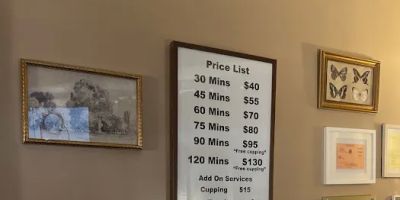 Price List
30 Mins $40
45 Mins $55
60 Mins $70
75 Mins $80
90 Mins $95
*Free cupping*
120 Mins $130
*Free cupping*
Add On Services
Cupping $15